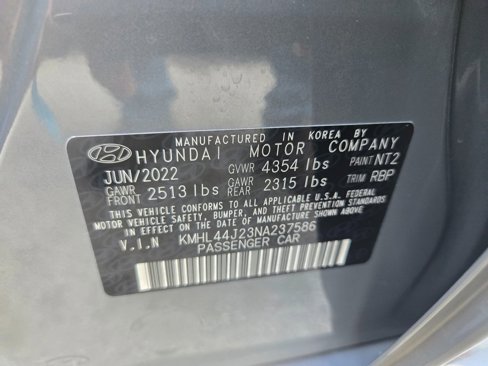 MANUFACTURED IN KOREA BY
HYUNDAI MOTOR COMPANY
JUN/2022 GVWR 4354 lbs PAINT NT2
GAWR FRONT 2513 lbs GAWR REAR 2315 lbs TRIM RBP
THIS VEHICLE CONFORMS TO ALL APPLICABLE U.S.A. FEDERAL
MOTOR VEHICLE SAFETY, BUMPER, AND THEFT PREVENTION STANDARDS
IN EFFECT ON THE DATE OF MANUFACTURE SHOWN ABOVE.
V.I.N KMHL44J23NA237586
PASSENGER CAR